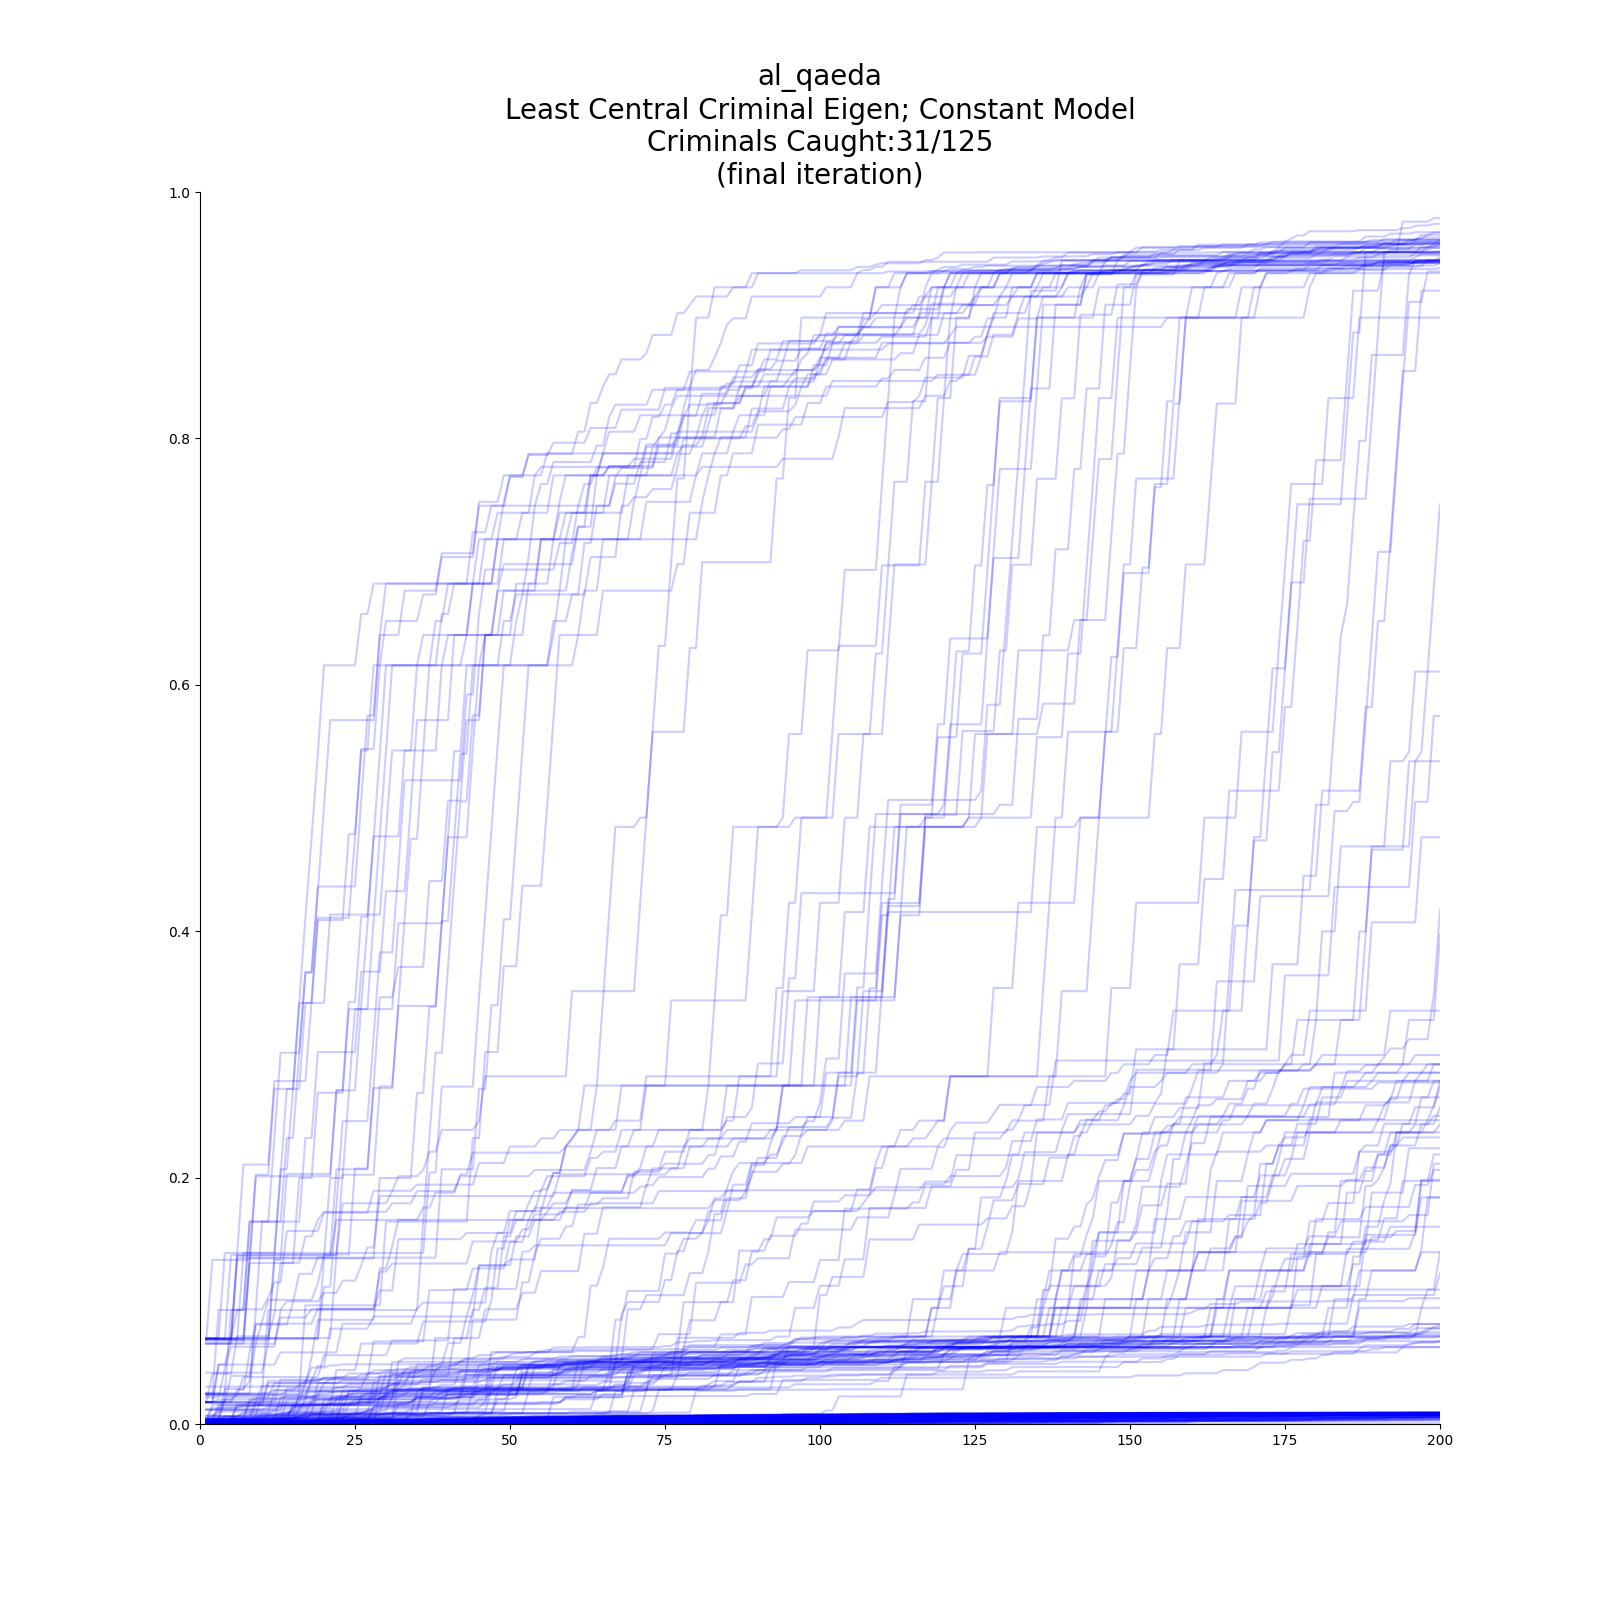 al_qaeda
Least Central Criminal Eigen; Constant Model
Criminals Caught:31/125
(final iteration)
1.0
0.8
0.6
0.4
0.2
0.0
0 25 50 75 100 125 150 175 200